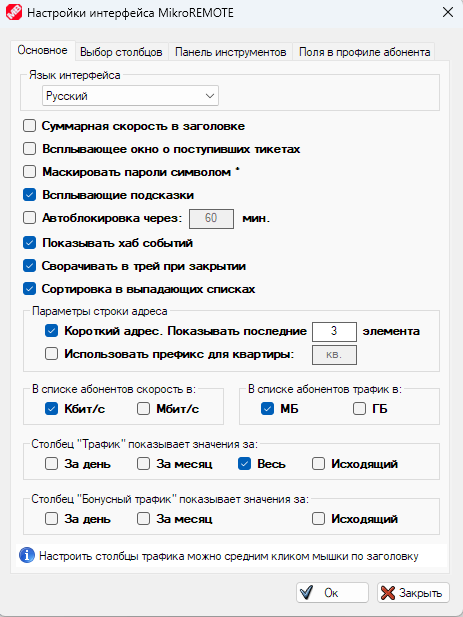 Настройки интерфейса MikroREMOTE
Основное Выбор столбцов Панель инструментов Поля в профиле абонента
Язык интерфейса
Русский
Суммарная скорость в заголовке
Всплывающее окно о поступивших тикетах
Маскировать пароли символом *
Всплывающие подсказки
Автоблокировка через: 60 мин.
Показывать хаб событий
Сворачивать в трей при закрытии
Сортировка в выпадающих списках
Параметры строки адреса
Короткий адрес. Показывать последние 3 элемента
Использовать префикс для квартиры: кв.
В списке абонентов скорость в: В списке абонентов трафик в:
Кбит/с Мбит/с МБ ГБ
Столбец "Трафик" показывает значения за:
За день За месяц Весь Исходящий
Столбец "Бонусный трафик" показывает значения за:
За день За месяц Исходящий
Настроить столбцы трафика можно средним кликом мышки по заголовку
Ок Закрыть